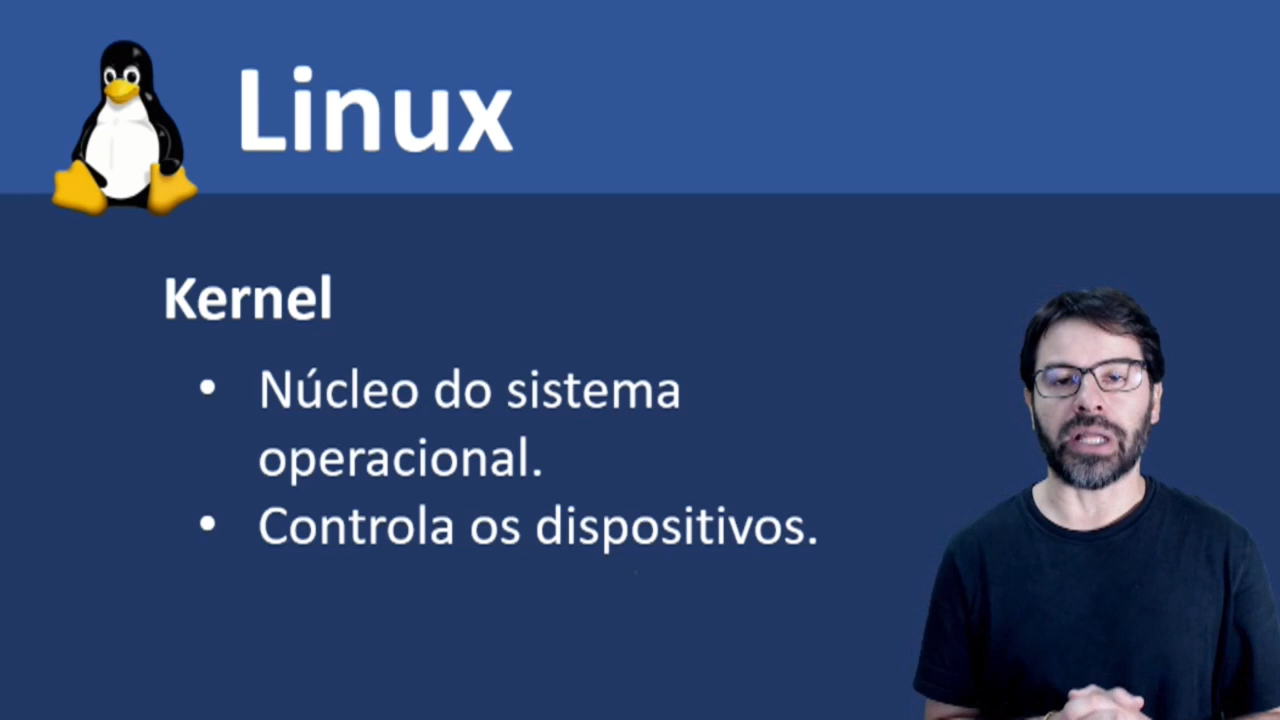 Linux
Kernel
• Núcleo do sistema
operacional.
• Controla os dispositivos.